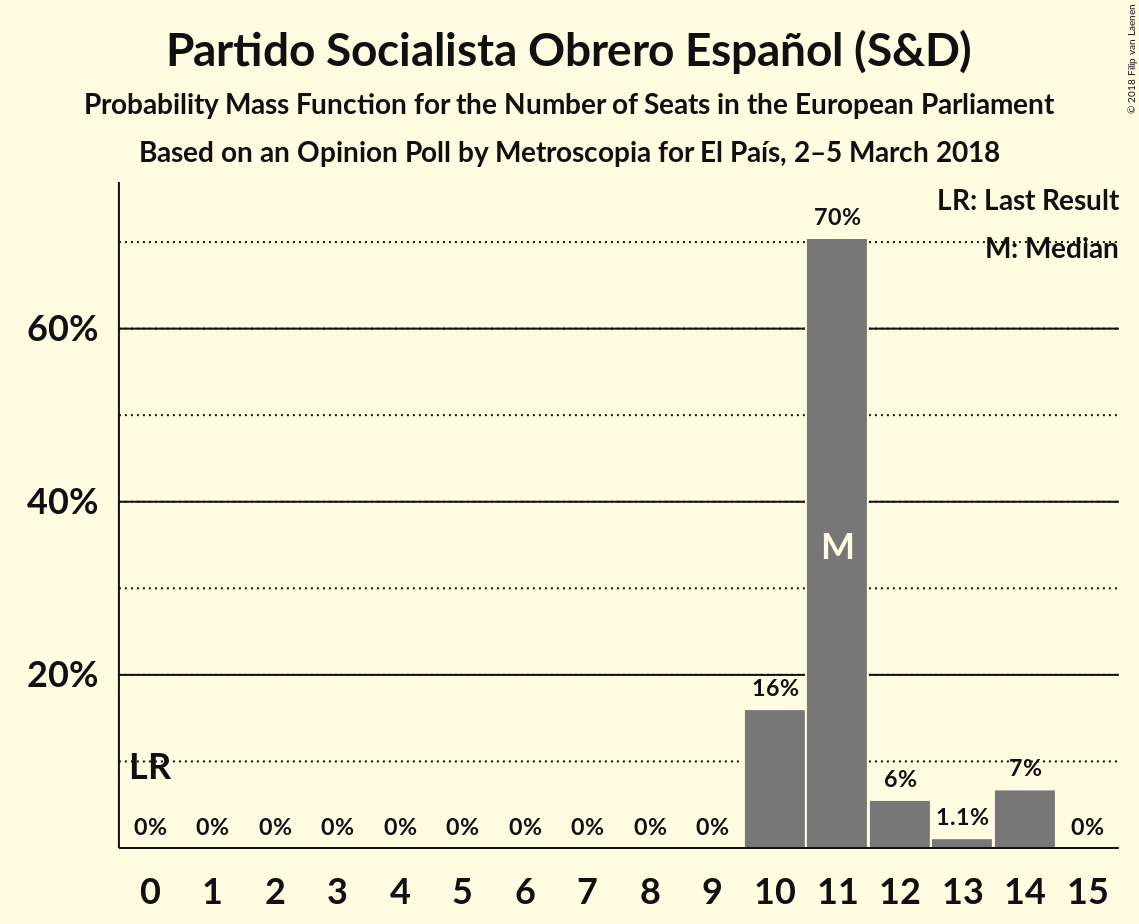 Partido Socialista Obrero Español (S&D)
Probability Mass Function for the Number of Seats in the European Parliament
Based on an Opinion Poll by Metroscopia for El País, 2–5 March 2018
© 2018 Filip van Laenen
LR: Last Result
M: Median
70%
60%
40%
M
20%
16%
LR
7%
6%
1.1%
0% 0% 0% 0% 0% 0% 0% 0% 0% 0% 0%
0 1 2 3 4 5 6 7 8 9 10 11 12 13 14 15